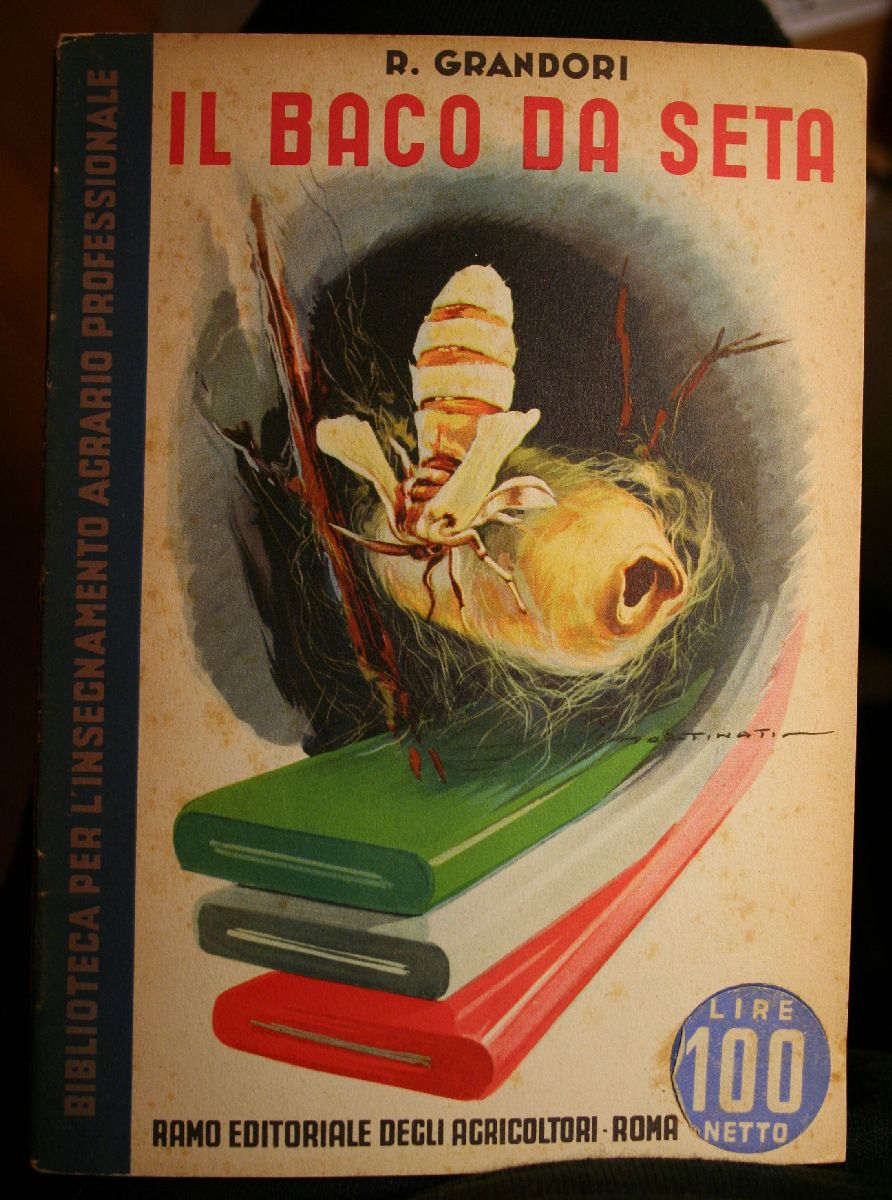 R. GRANDORI
IL BACO DA SETA
BIBLIOTECA PER L'INSEGNAMENTO AGRARIO PROFESSIONALE
RAMO EDITORIALE DEGLI AGRICOLTORI · ROMA
LIRE
100
NETTO